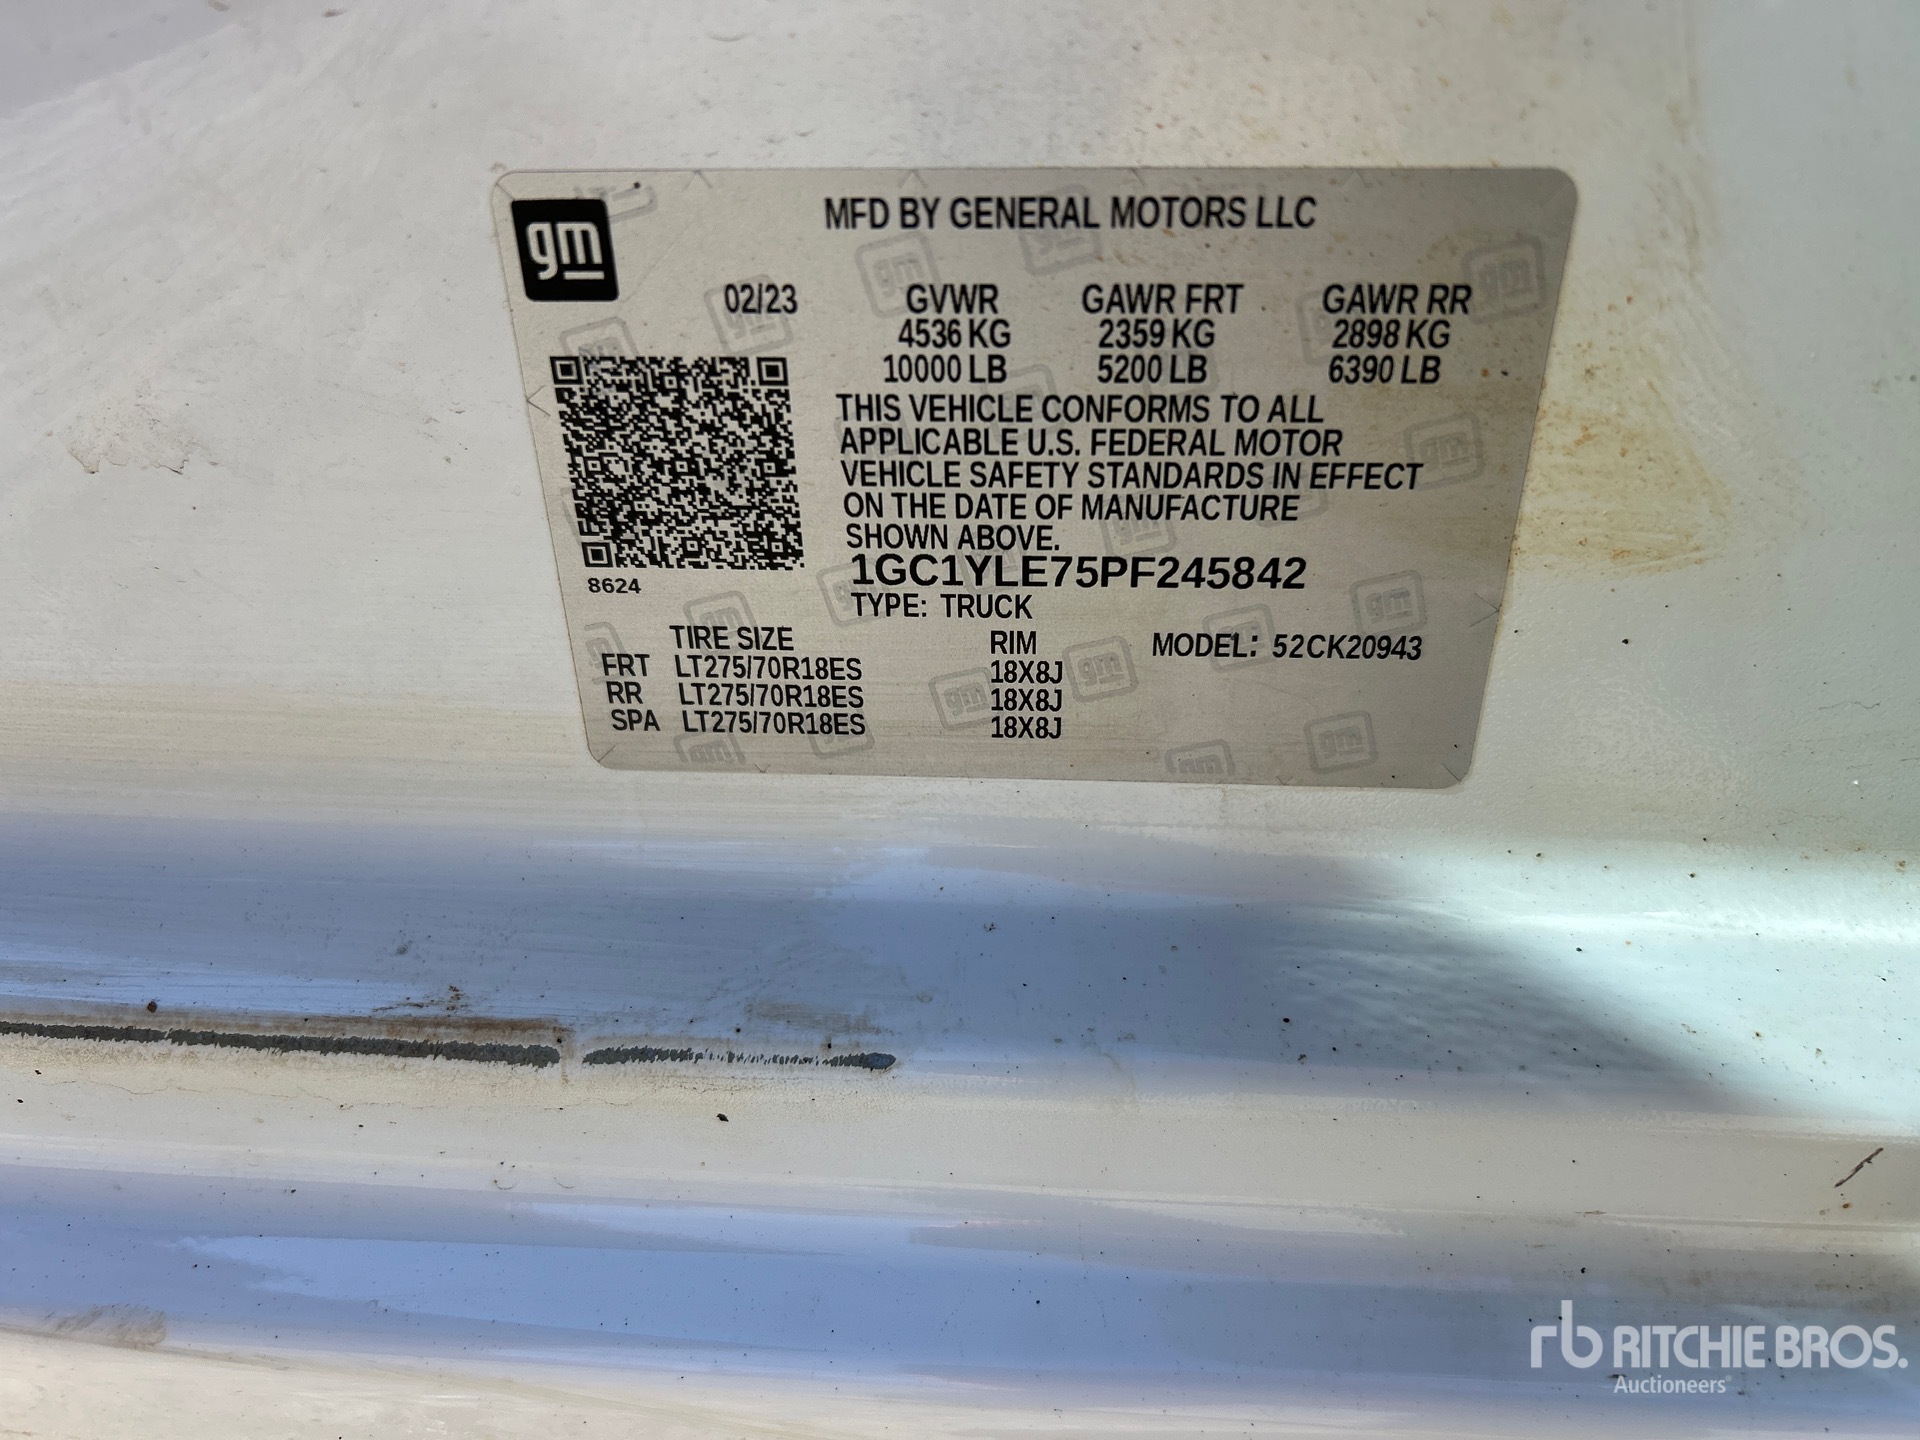 gm
MFD BY GENERAL MOTORS LLC
02/23 GVWR GAWR FRT GAWR RR
4536 KG 2359 KG 2898 KG
10000 LB 5200 LB 6390 LB
THIS VEHICLE CONFORMS TO ALL
APPLICABLE U.S. FEDERAL MOTOR
VEHICLE SAFETY STANDARDS IN EFFECT
ON THE DATE OF MANUFACTURE
SHOWN ABOVE.
1GC1YLE75PF245842
8624
TYPE: TRUCK
TIRE SIZE RIM MODEL: 52CK20943
FRT LT275/70R18ES 18X8J
RR LT275/70R18ES 18X8J
SPA LT275/70R18ES 18X8J
rb RITCHIE BROS.
Auctioneers